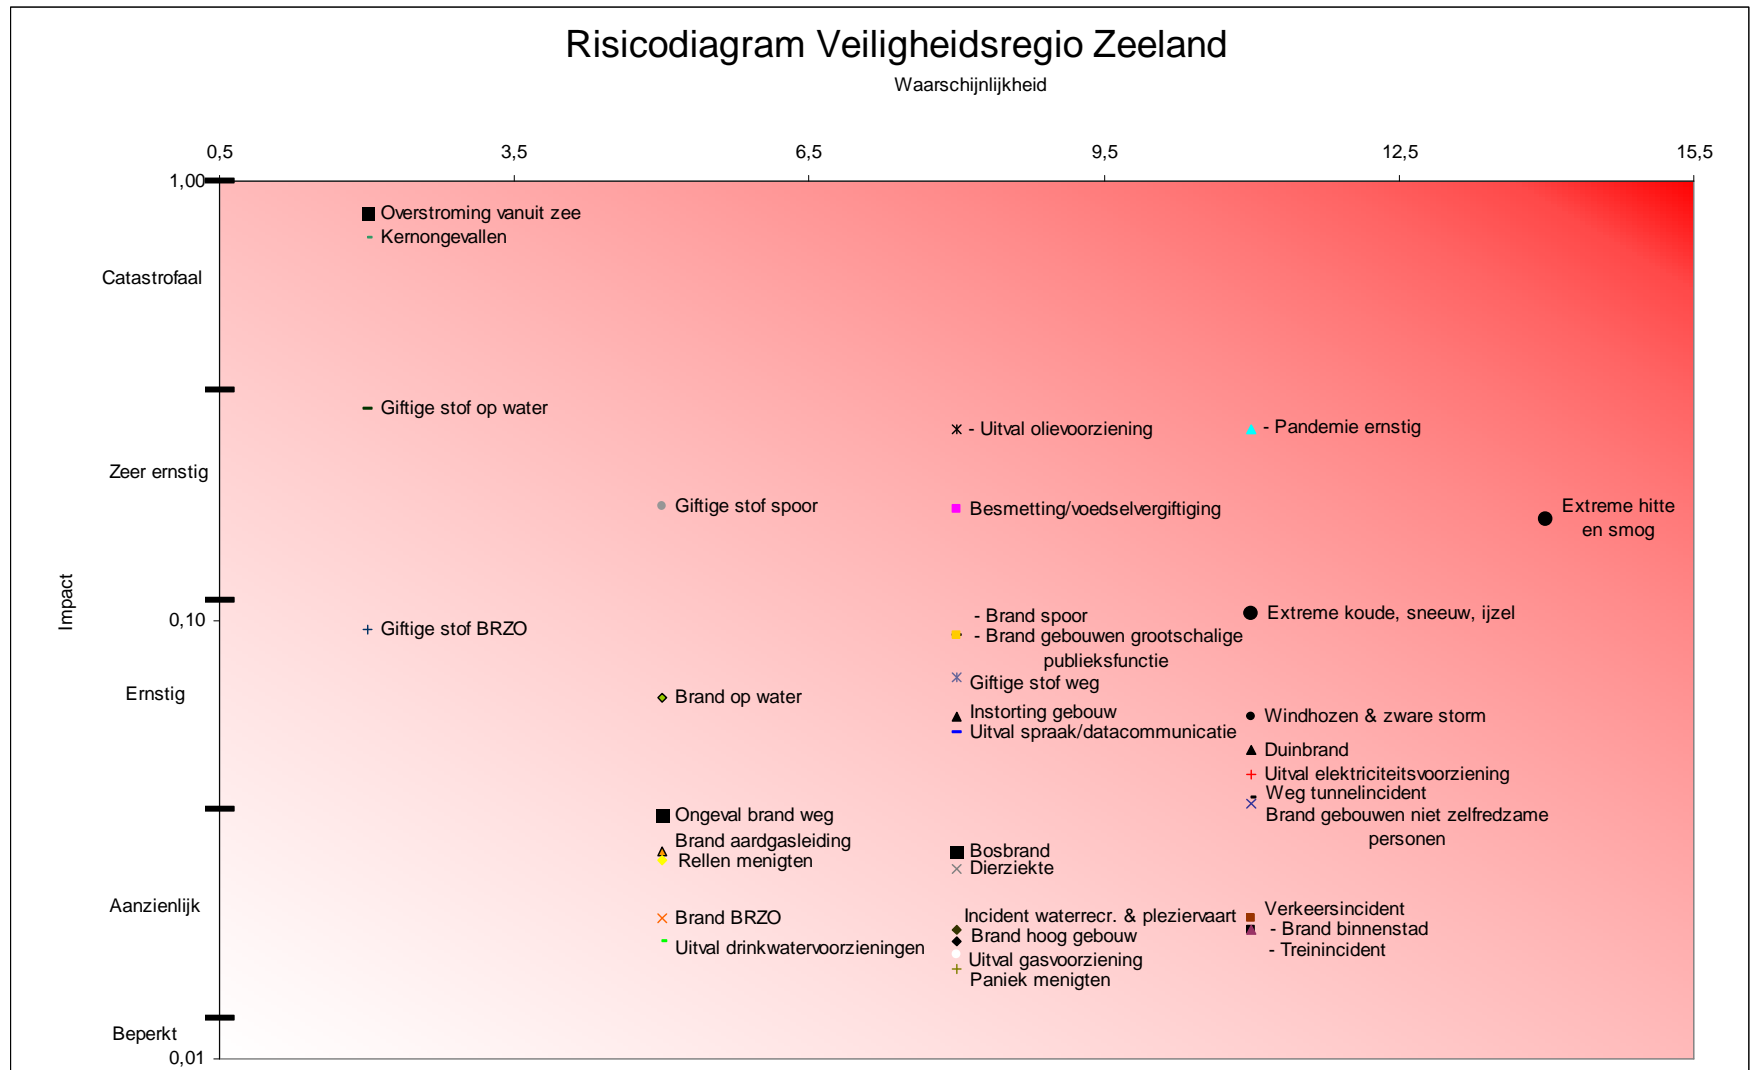 Risicodiagram Veiligheidsregio Zeeland
Waarschijnlijkheid
0,5 3,5 6,5 9,5 12,5 15,5
1,00
Overstroming vanuit zee
Kernongevallen
Catastrofaal
Giftige stof op water
- Uitval olievoorziening
- Pandemie ernstig
Zeer ernstig
Giftige stof spoor
Besmetting/voedselvergiftiging
Extreme hitte
en smog
Impact
0,10
Giftige stof BRZO
- Brand spoor
- Brand gebouwen grootschalige
publieksfunctie
Extreme koude, sneeuw, ijzel
Giftige stof weg
Ernstig
Brand op water
Instorting gebouw
Uitval spraak/datacommunicatie
Windhozen & zware storm
Duinbrand
Uitval elektriciteitsvoorziening
Weg tunnelincident
Brand gebouwen niet zelfredzame
personen
Ongeval brand weg
Brand aardgasleiding
Rellen menigten
Bosbrand
Dierziekte
Aanzienlijk
Brand BRZO
Uitval drinkwatervoorzieningen
Incident waterrecr. & pleziervaart
Brand hoog gebouw
Uitval gasvoorziening
Paniek menigten
Verkeersincident
- Brand binnenstad
- Treinincident
Beperkt
0,01